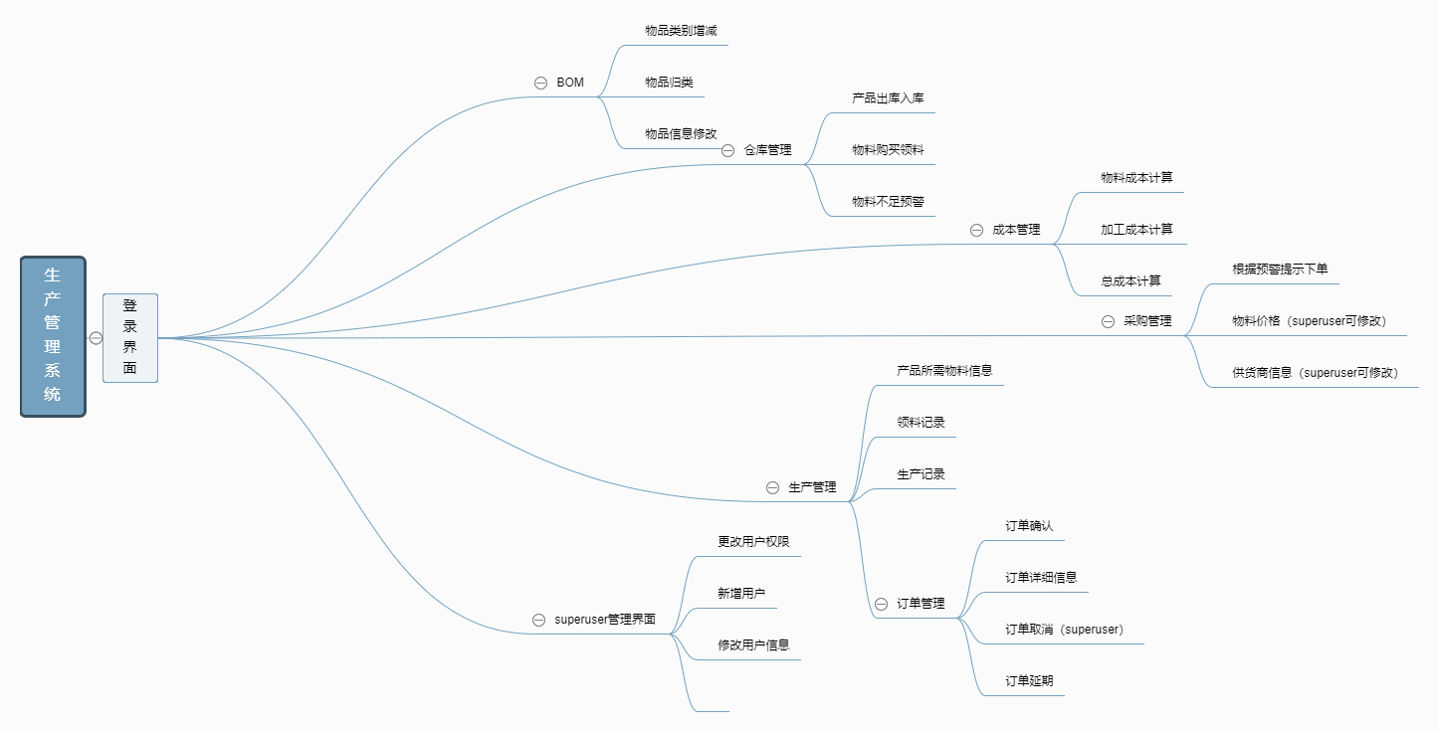 生产管理系统
登录界面
BOM
物品类别增减
物品归类
物品信息修改
仓库管理
产品出库入库
物料购买领料
物料不足预警
成本管理
物料成本计算
加工成本计算
总成本计算
采购管理
根据预警提示下单
物料价格（superuser可修改）
供货商信息（superuser可修改）
生产管理
产品所需物料信息
领料记录
生产记录
订单管理
订单确认
订单详细信息
订单取消（superuser）
订单延期
superuser管理界面
更改用户权限
新增用户
修改用户信息